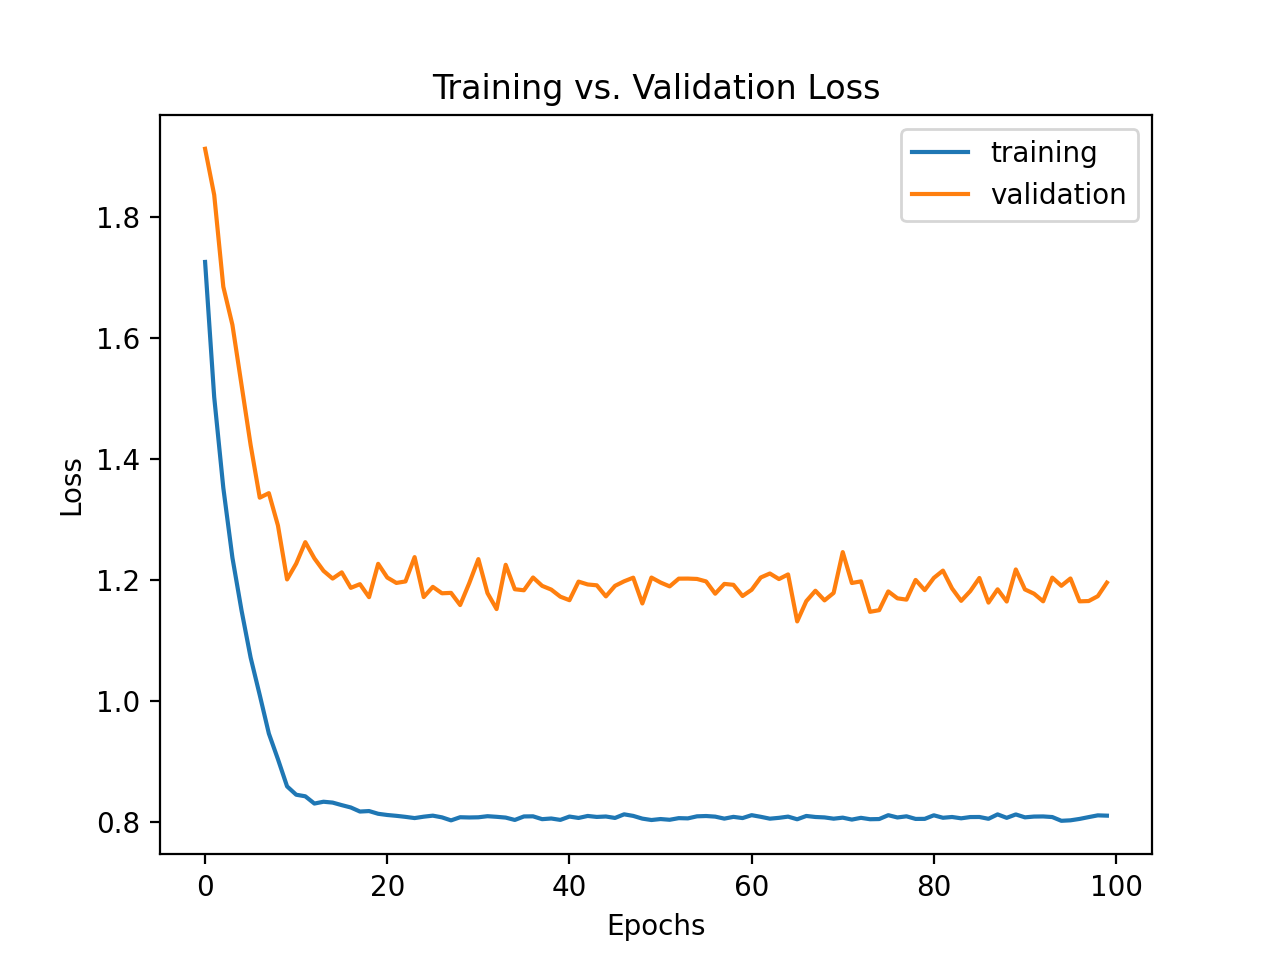 Training vs. Validation Loss
training
validation
1.8
1.6
1.4
1.2
1.0
0.8
Loss
0 20 40 60 80 100
Epochs